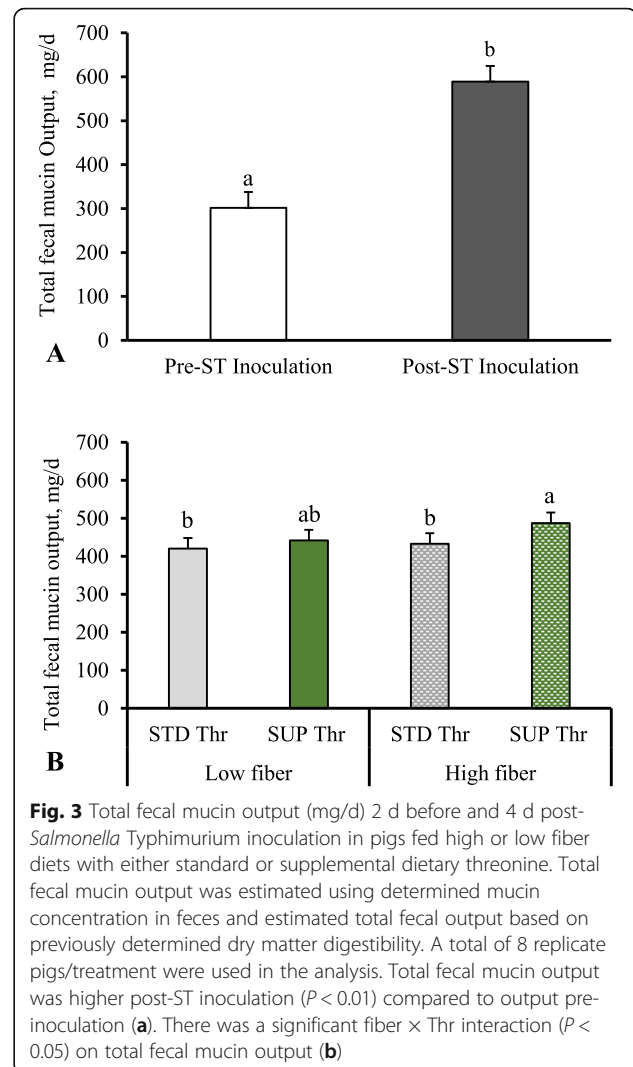 Total fecal mucin Output, mg/d
700
600
500
400
300
200
100
0
a
b
A
Pre-ST Inoculation Post-ST Inoculation
Total fecal mucin output, mg/d
700
600
500
400
300
200
100
0
b
ab
b
a
B
STD Thr SUP Thr STD Thr SUP Thr
Low fiber High fiber
Fig. 3 Total fecal mucin output (mg/d) 2 d before and 4 d post-
Salmonella Typhimurium inoculation in pigs fed high or low fiber
diets with either standard or supplemental dietary threonine. Total
fecal mucin output was estimated using determined mucin
concentration in feces and estimated total fecal output based on
previously determined dry matter digestibility. A total of 8 replicate
pigs/treatment were used in the analysis. Total fecal mucin output
was higher post-ST inoculation (P < 0.01) compared to output pre-
inoculation (a). There was a significant fiber × Thr interaction (P <
0.05) on total fecal mucin output (b)